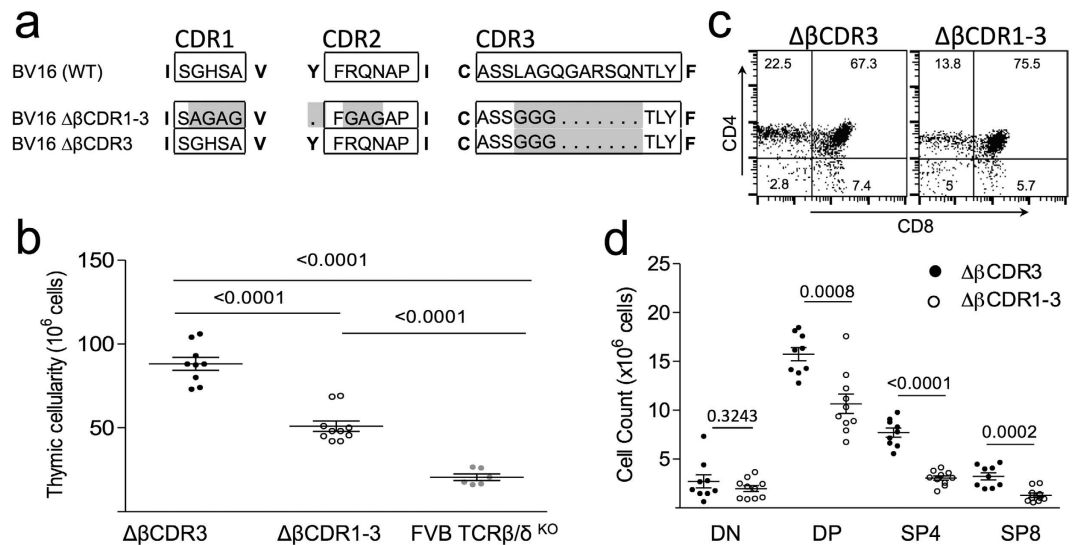 a
CDR1 CDR2 CDR3
BV16 (WT) I SGHSA V Y FRQNAP I C ASSLAGQGARSQNTLY F
BV16 ΔβCDR1-3 I SAGAG V . FGAGAP I C ASSGGG.......TLY F
BV16 ΔβCDR3 I SGHSA V Y FRQNAP I C ASSGGG.......TLY F
c
ΔβCDR3 ΔβCDR1-3
22.5 67.3 13.8 75.5
CD4
2.8 7.4 5 5.7
CD8
b
150
100
50
Thymic cellularity (10⁶ cells)
<0.0001
<0.0001
<0.0001
ΔβCDR3 ΔβCDR1-3 FVB TCRβ/δ KO
d
25
20
15
10
5
Cell Count (x10⁶ cells)
ΔβCDR3
ΔβCDR1-3
0.0008
<0.0001
0.3243
0.0002
DN DP SP4 SP8